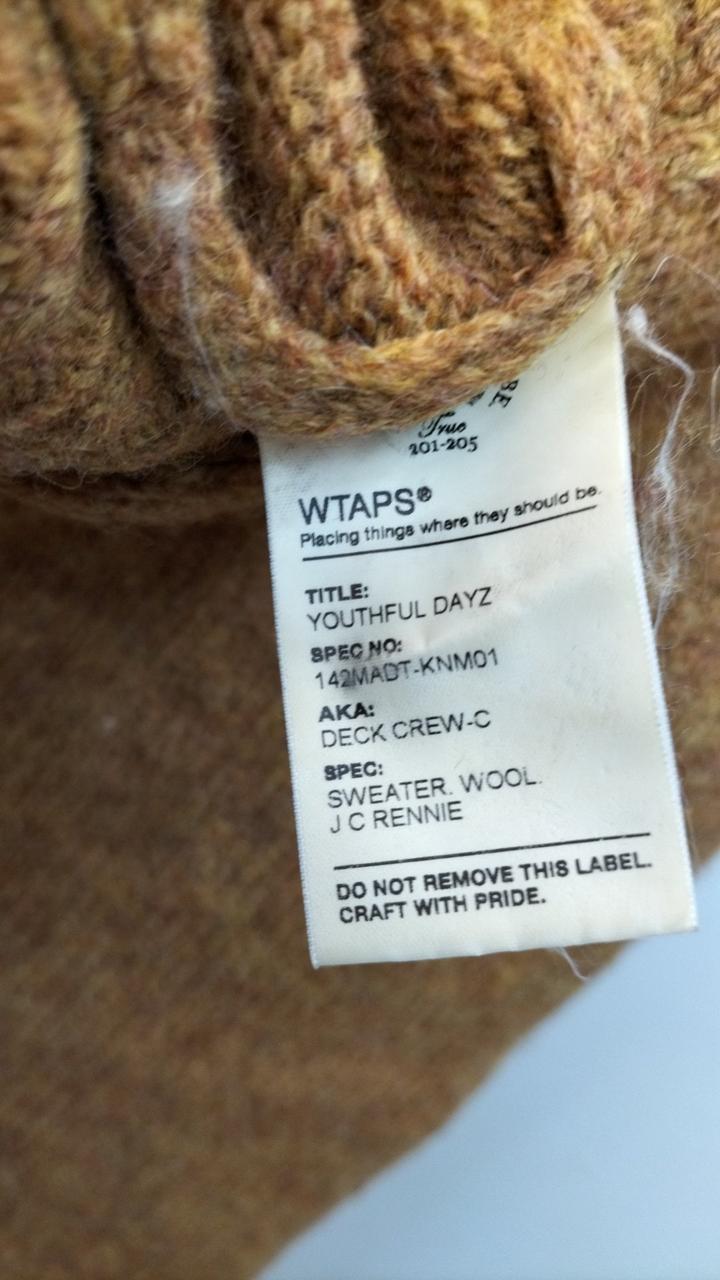 True
201-205
WTAPS®
Placing things where they should be.
TITLE:
YOUTHFUL DAYZ
SPEC NO:
142MADT-KNM01
AKA:
DECK CREW-C
SPEC:
SWEATER. WOOL.
J C RENNIE
DO NOT REMOVE THIS LABEL.
CRAFT WITH PRIDE.